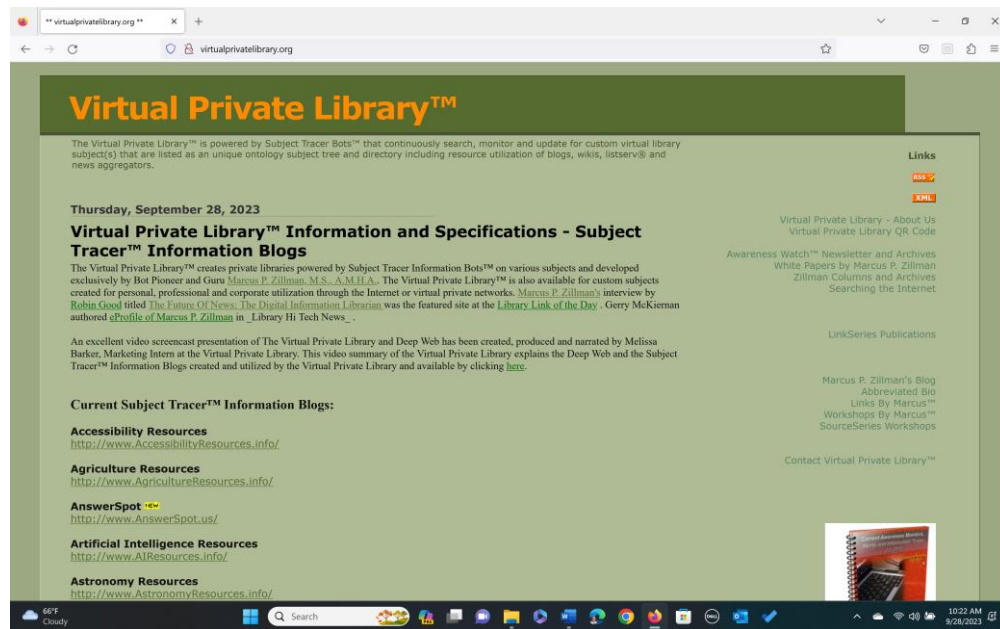 ** virtualprivatelibrary.org **
virtualprivatelibrary.org
Virtual Private Library™
The Virtual Private Library™ is powered by Subject Tracer Bots™ that continuously search, monitor and update for custom virtual library
subject(s) that are listed as an unique ontology subject tree and directory including resource utilization of blogs, wikis, listserv® and
news aggregators.
Thursday, September 28, 2023
Virtual Private Library™ Information and Specifications - Subject
Tracer™ Information Blogs
The Virtual Private Library™ creates private libraries powered by Subject Tracer Information Bots™ on various subjects and developed
exclusively by Bot Pioneer and Guru Marcus P. Zillman, M.S., A.M.H.A.. The Virtual Private Library™ is also available for custom subjects
created for personal, professional and corporate utilization through the Internet or virtual private networks. Marcus P. Zillman's interview by
Robin Good titled The Future Of News: The Digital Information Librarian was the featured site at the Library Link of the Day . Gerry McKiernan
authored eProfile of Marcus P. Zillman in _Library Hi Tech News_ .
An excellent video screencast presentation of The Virtual Private Library and Deep Web has been created, produced and narrated by Melissa
Barker, Marketing Intern at the Virtual Private Library. This video summary of the Virtual Private Library explains the Deep Web and the Subject
Tracer™ Information Blogs created and utilized by the Virtual Private Library and available by clicking here.
Current Subject Tracer™ Information Blogs:
Accessibility Resources
http://www.AccessibilityResources.info/
Agriculture Resources
http://www.AgricultureResources.info/
AnswerSpot NEW
http://www.AnswerSpot.us/
Artificial Intelligence Resources
http://www.AIResources.info/
Astronomy Resources
http://www.AstronomyResources.info/
Links
RSS
XML
Virtual Private Library - About Us
Virtual Private Library QR Code
Awareness Watch™ Newsletter and Archives
White Papers by Marcus P. Zillman
Zillman Columns and Archives
Searching the Internet
LinkSeries Publications
Marcus P. Zillman's Blog
Abbreviated Bio
Links By Marcus™
Workshops By Marcus™
SourceSeries Workshops
Contact Virtual Private Library™
66°F
Cloudy
Search
10:22 AM
9/28/2023